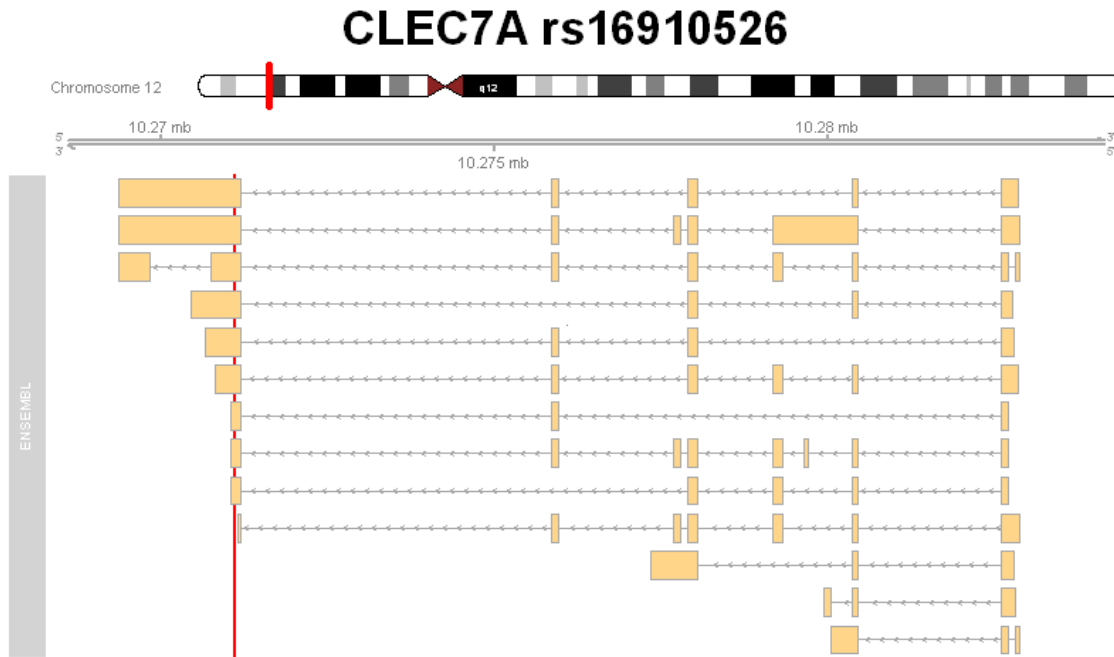 CLEC7A rs16910526
Chromosome 12
q12
10.27 mb
10.28 mb
5'
3'
3'
5'
10.275 mb
ENSEMBL